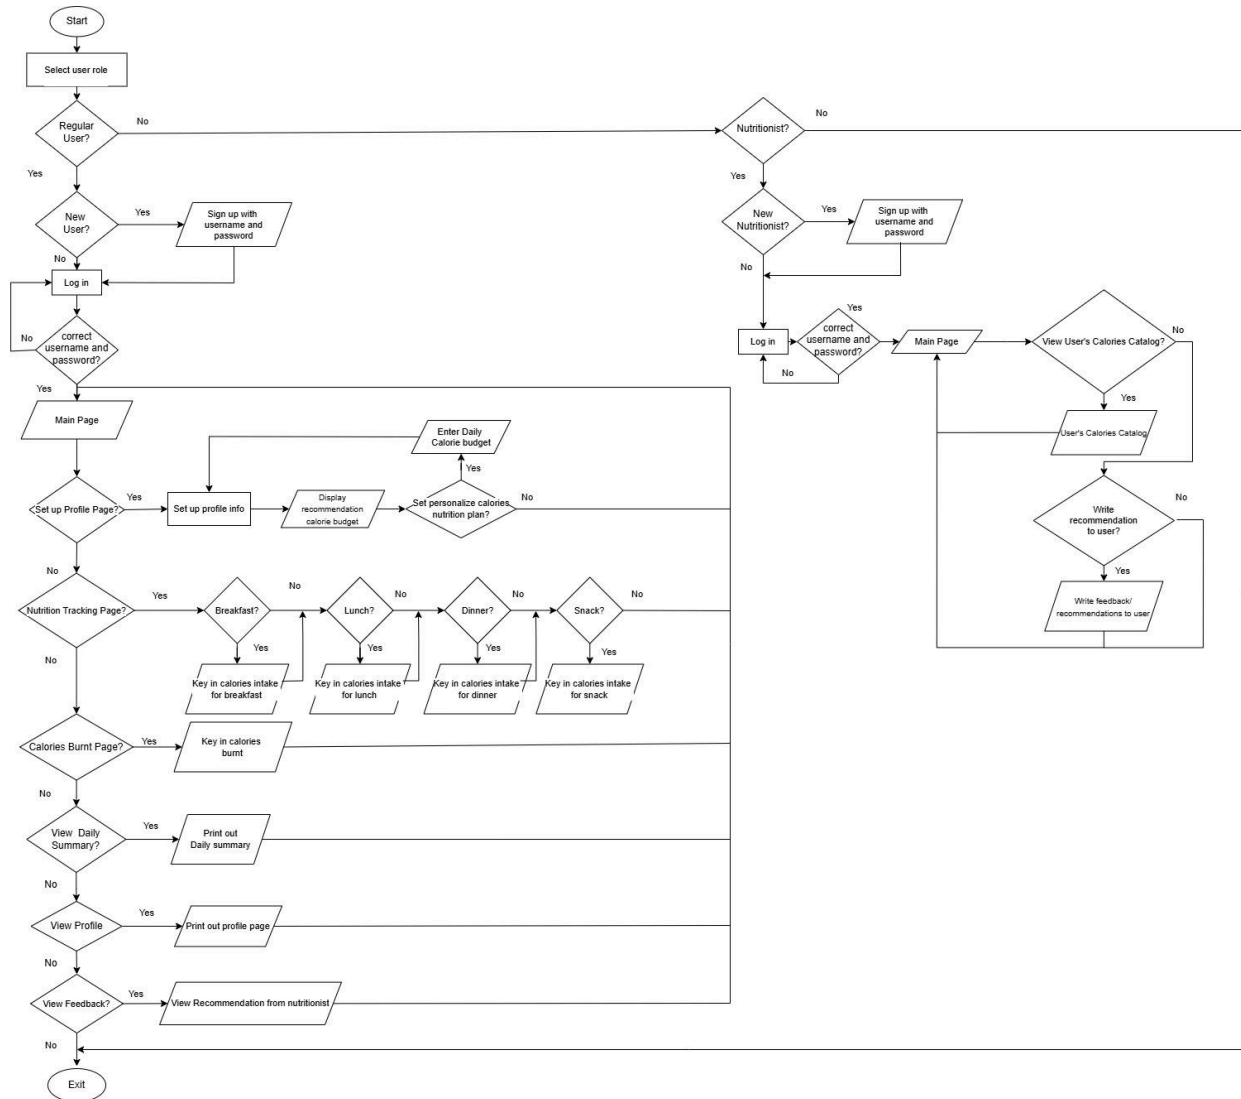 Start
Select user role
Regular
User?
No
Nutritionist?
No
Yes
Yes
New
User?
Yes
Sign up with
username and
password
New
Nutritionist?
Yes
Sign up with
username and
password
No
No
Log in
correct
username and
password?
No
Log in
correct
username and
password?
Yes
No
Main Page
View User's Calories Catalog?
No
Yes
User's Calories Catalog
Yes
Main Page
Enter Daily
Calorie budget
Yes
Set up Profile Page?
Yes
Set up profile info
Display
recommendation
calorie budget
Set personalize calories
nutrition plan?
No
Write
recommendation
to user?
No
Yes
Write feedback/
recommendations to user
No
Nutrition Tracking Page?
Yes
Breakfast?
No
Lunch?
No
Dinner?
No
Snack?
No
Yes
Yes
Yes
Yes
Key in calories intake
for breakfast
Key in calories intake
for lunch
Key in calories intake
for dinner
Key in calories intake
for snack
No
Calories Burnt Page?
Yes
Key in calories
burnt
No
View Daily
Summary?
Yes
Print out
Daily summary
No
View Profile
Yes
Print out profile page
No
View Feedback?
Yes
View Recommendation from nutritionist
No
Exit